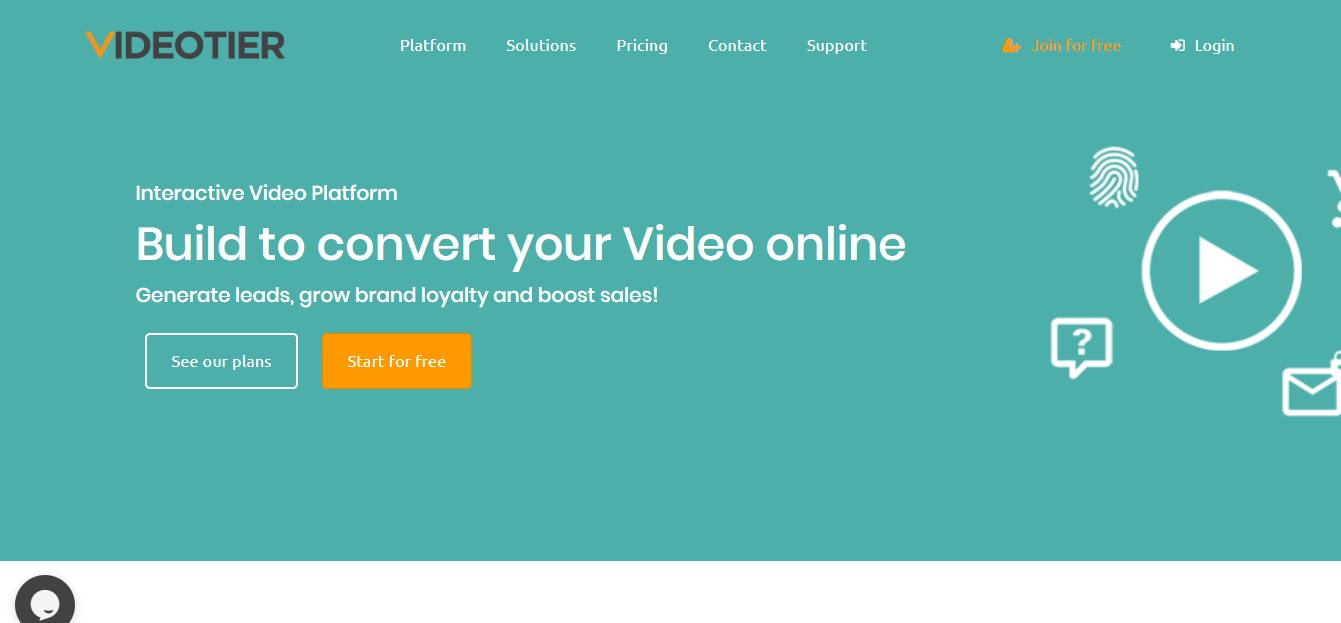 VIDEOTIER
Platform Solutions Pricing Contact Support Join for free Login
Interactive Video Platform
Build to convert your Video online
Generate leads, grow brand loyalty and boost sales!
See our plans Start for free
?